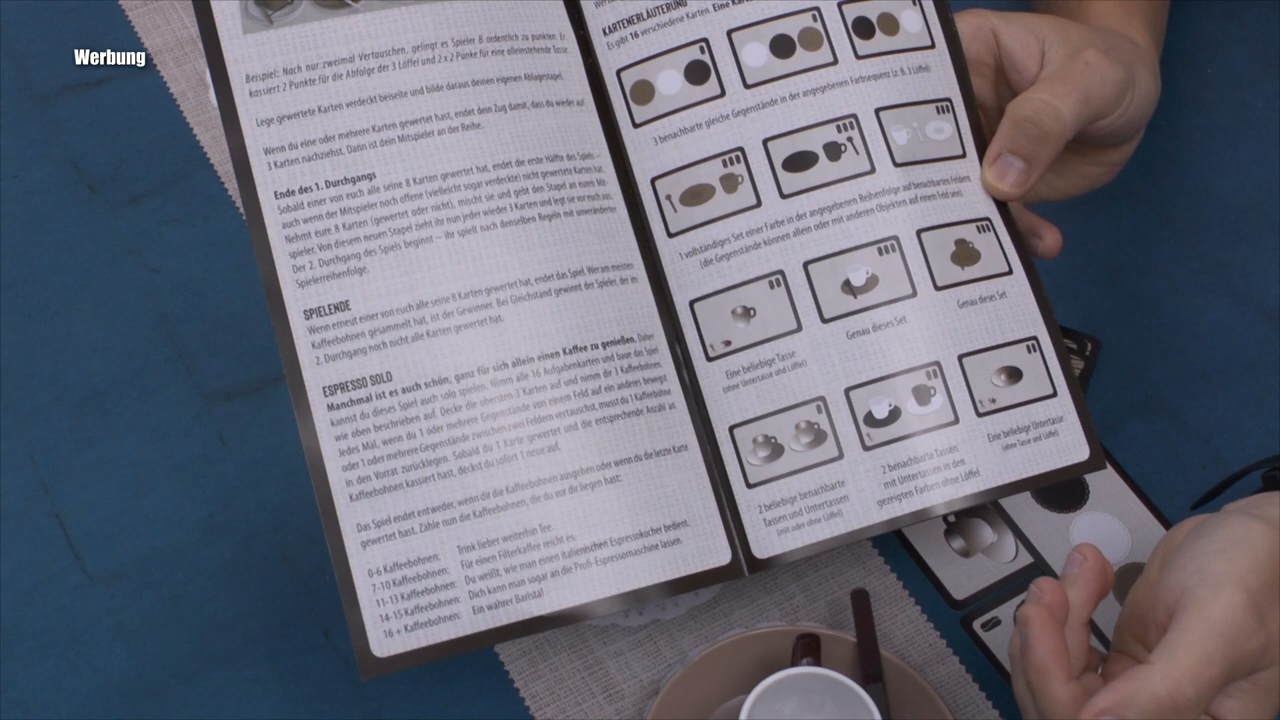 Werbung
Beispiel: Nach nur zweimal Vertauschen, gelingt es Spieler B ordentlich zu punkten. Er
kassiert 2 Punkte für die Abfolge der 3 Löffel und 2 x 2 Punke für eine alleinstehende Tasse.
Lege gewertete Karten verdeckt beiseite und bilde daraus deinen eigenen Ablagestapel.
Wenn du eine oder mehrere Karten gewertet hast, endet dein Zug damit, dass du wieder auf
3 Karten nachziehst. Dann ist dein Mitspieler an der Reihe.
Ende des 1. Durchgangs
Sobald einer von euch alle seine 8 Karten gewertet hat, endet die erste Hälfte des Spiels –
auch wenn der Mitspieler noch offene (vielleicht sogar verdeckte) nicht gewertete Karten hat.
Nehmt eure 8 Karten (gewertet oder nicht), mischt sie und gebt den Stapel an euren Mit-
spieler. Von diesem neuen Stapel zieht ihr nun jeder wieder 3 Karten und legt sie vor euch aus.
Der 2. Durchgang des Spiels beginnt – ihr spielt nach denselben Regeln mit unveränderter
Spielerreihenfolge.
SPIELENDE
Wenn erneut einer von euch alle seine 8 Karten gewertet hat, endet das Spiel. Wer am meisten
Kaffeebohnen gesammelt hat, ist der Gewinner. Bei Gleichstand gewinnt der Spieler, der im
2. Durchgang noch nicht alle Karten gewertet hat.
ESPRESSO SOLO
Manchmal ist es auch schön, ganz für sich allein einen Kaffee zu genießen. Daher
kannst du dieses Spiel auch solo spielen. Nimm alle 16 Aufgabenkarten und baue das Spiel
wie oben beschrieben auf. Decke die obersten 3 Karten auf und nimm dir 3 Kaffeebohnen.
Jedes Mal, wenn du 1 oder mehrere Gegenstände von einem Feld auf ein anderes bewegst
oder 1 oder mehrere Gegenstände zwischen zwei Feldern vertauschst, musst du 1 Kaffeebohne
in den Vorrat zurücklegen. Sobald du 1 Karte gewertet und die entsprechende Anzahl an
Kaffeebohnen kassiert hast, deckst du sofort 1 neue auf.
Das Spiel endet entweder, wenn dir die Kaffeebohnen ausgehen oder wenn du die letzte Karte
gewertet hast. Zähle nun die Kaffeebohnen, die du vor dir liegen hast:
0-6 Kaffeebohnen: Trink lieber weiterhin Tee.
7-10 Kaffeebohnen: Für einen Filterkaffee reicht es.
11-13 Kaffeebohnen: Du weißt, wie man einen italienischen Espressokocher bedient.
14-15 Kaffeebohnen: Dich kann man sogar an die Profi-Espressomaschine lassen.
16 + Kaffeebohnen: Ein wahrer Barista!
KARTENERLÄUTERUNG
Es gibt 16 verschiedene Karten. Eine
3 benachbarte gleiche Gegenstände in der angegebenen Farbsequenz (z. B. 3 Löffel)
1 vollständiges Set einer Farbe in der angegebenen Reihenfolge auf benachbarten Feldern
(die Gegenstände können allein oder mit anderen Objekten auf einem Feld sein)
Eine beliebige Tasse
(ohne Untertasse und Löffel)
Genau dieses Set
Genau dieses Set
2 beliebige benachbarte
Tassen und Untertassen
(mit oder ohne Löffel)
2 benachbarte Tassen
mit Untertassen in den
gezeigten Farben ohne Löffel
Eine beliebige Untertasse
(ohne Tasse und Löffel)